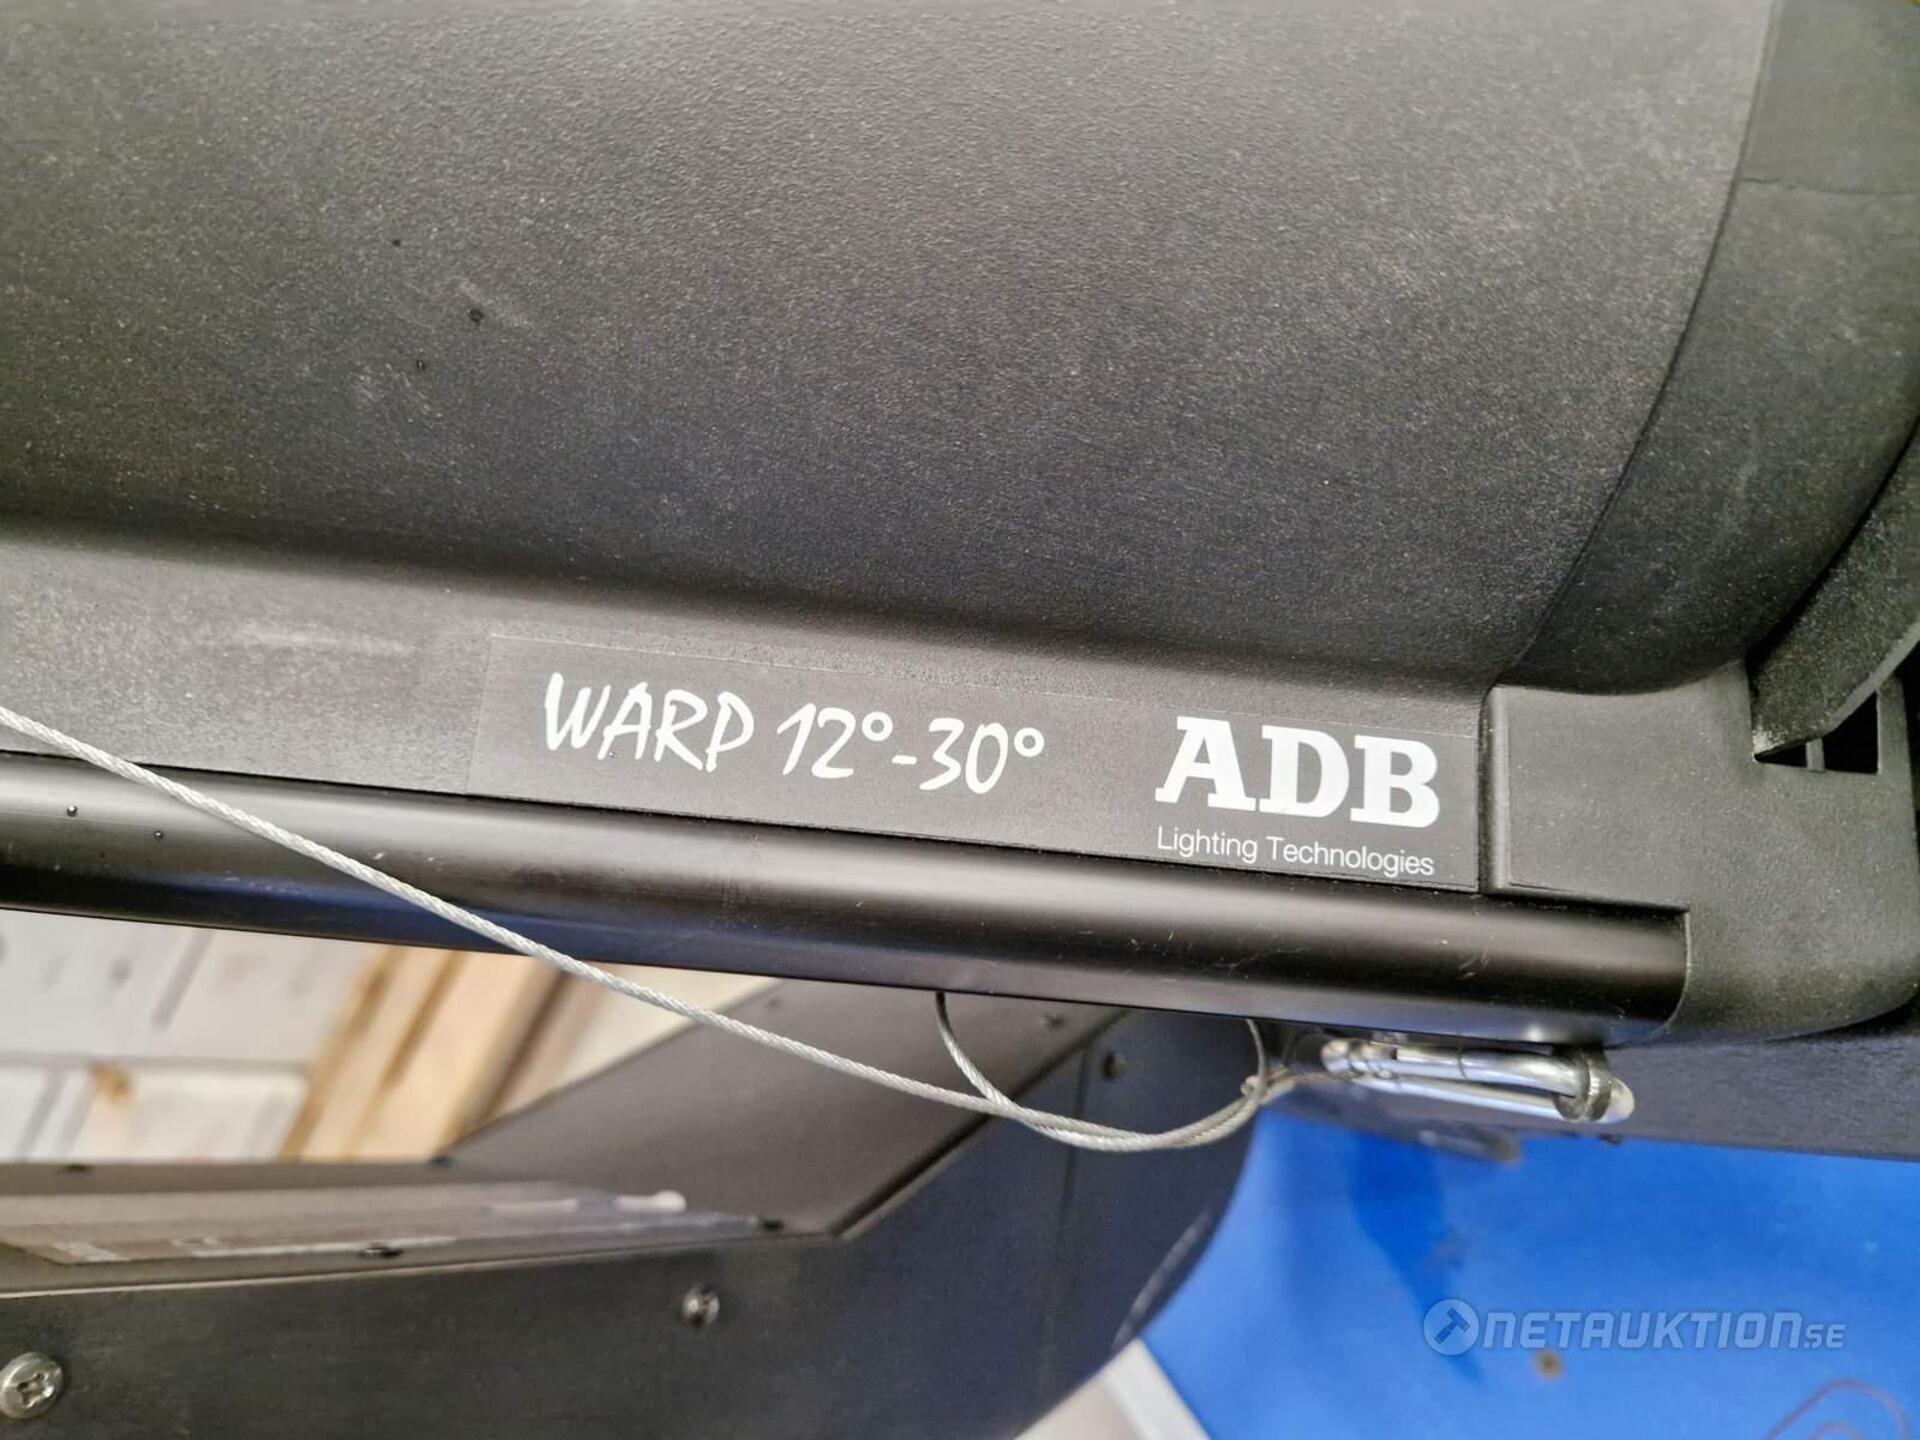 WARP 12°-30°
ADB
Lighting Technologies
NETAUKTION.SE